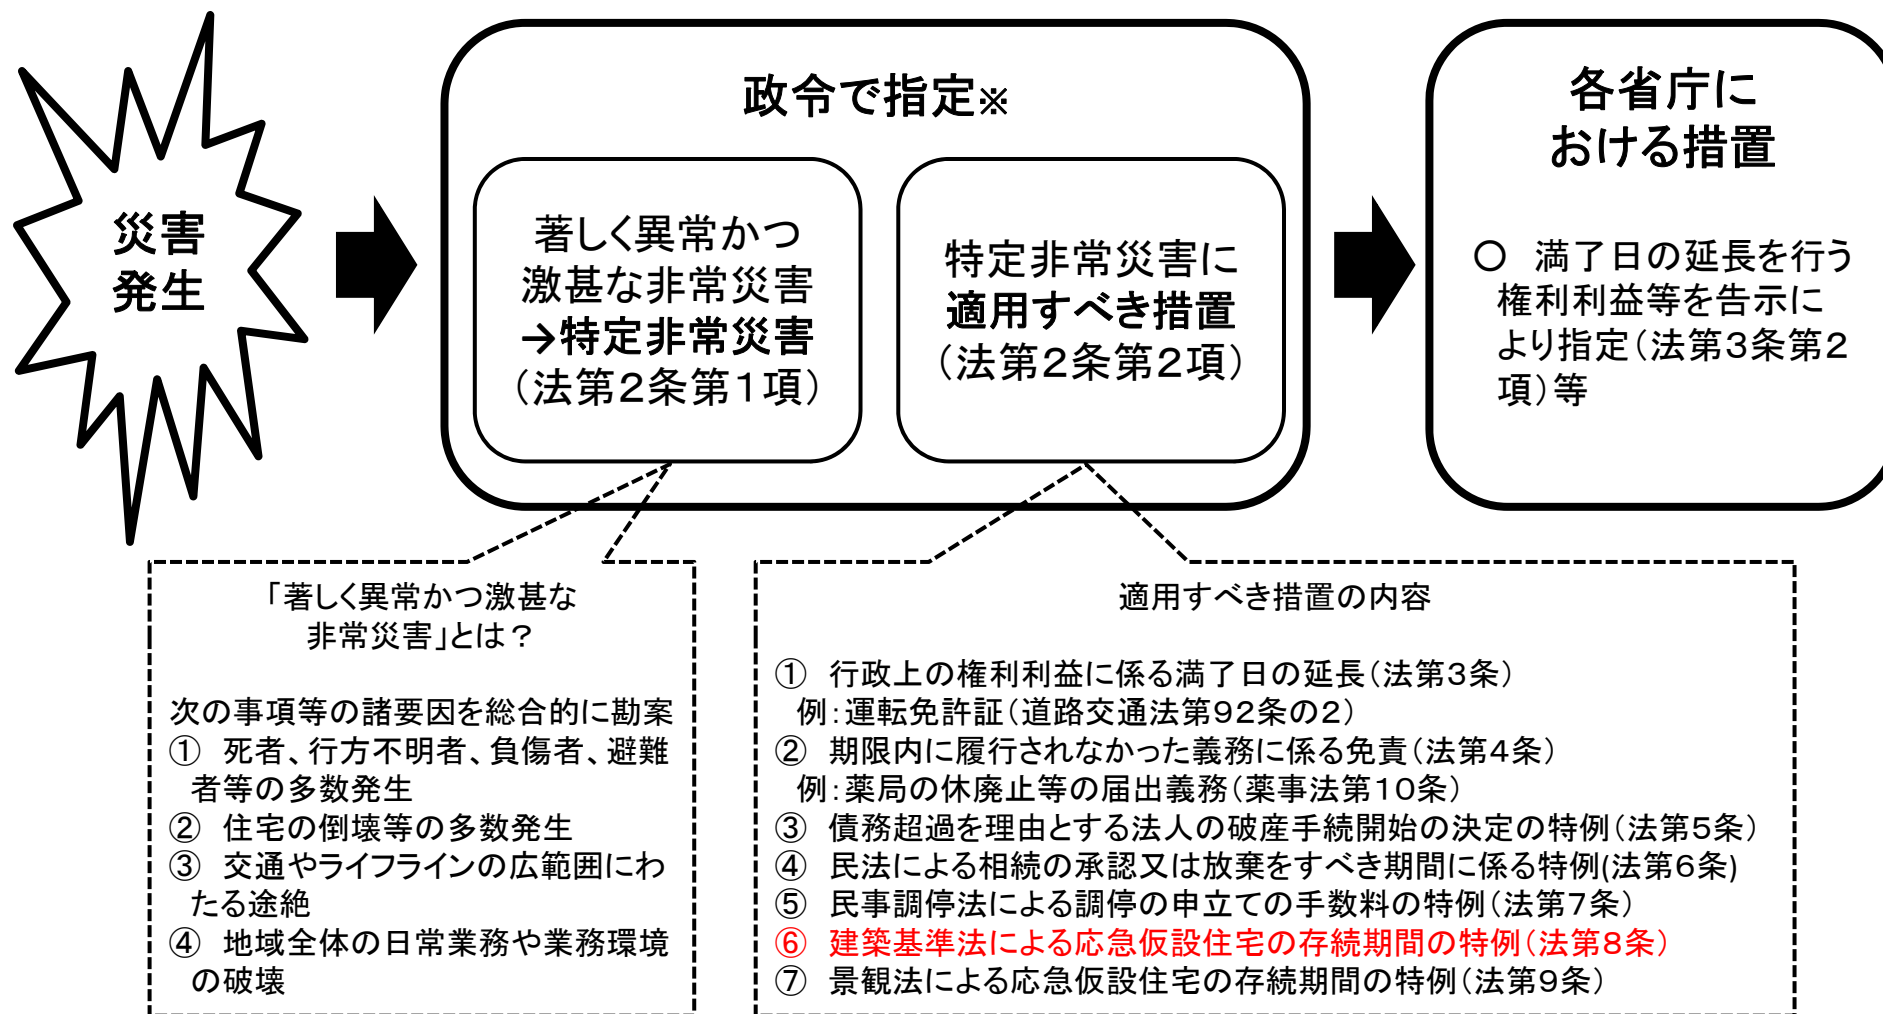 災害
発生
政令で指定※
著しく異常かつ
激甚な非常災害
→特定非常災害
（法第２条第１項）
特定非常災害に
適用すべき措置
（法第２条第２項）
各省庁に
おける措置
○　満了日の延長を行う
権利利益等を告示に
より指定（法第３条第２
項）等
「著しく異常かつ激甚な
非常災害」とは？
次の事項等の諸要因を総合的に勘案
①　死者、行方不明者、負傷者、避難
者等の多数発生
②　住宅の倒壊等の多数発生
③　交通やライフラインの広範囲にわ
たる途絶
④　地域全体の日常業務や業務環境
の破壊
適用すべき措置の内容
①　行政上の権利利益に係る満了日の延長（法第３条）
例：運転免許証（道路交通法第９２条の２）
②　期限内に履行されなかった義務に係る免責（法第４条）
例：薬局の休廃止等の届出義務（薬事法第１０条）
③　債務超過を理由とする法人の破産手続開始の決定の特例（法第５条）
④　民法による相続の承認又は放棄をすべき期間に係る特例(法第６条)
⑤　民事調停法による調停の申立ての手数料の特例（法第７条）
⑥　建築基準法による応急仮設住宅の存続期間の特例（法第８条）
⑦　景観法による応急仮設住宅の存続期間の特例（法第９条）